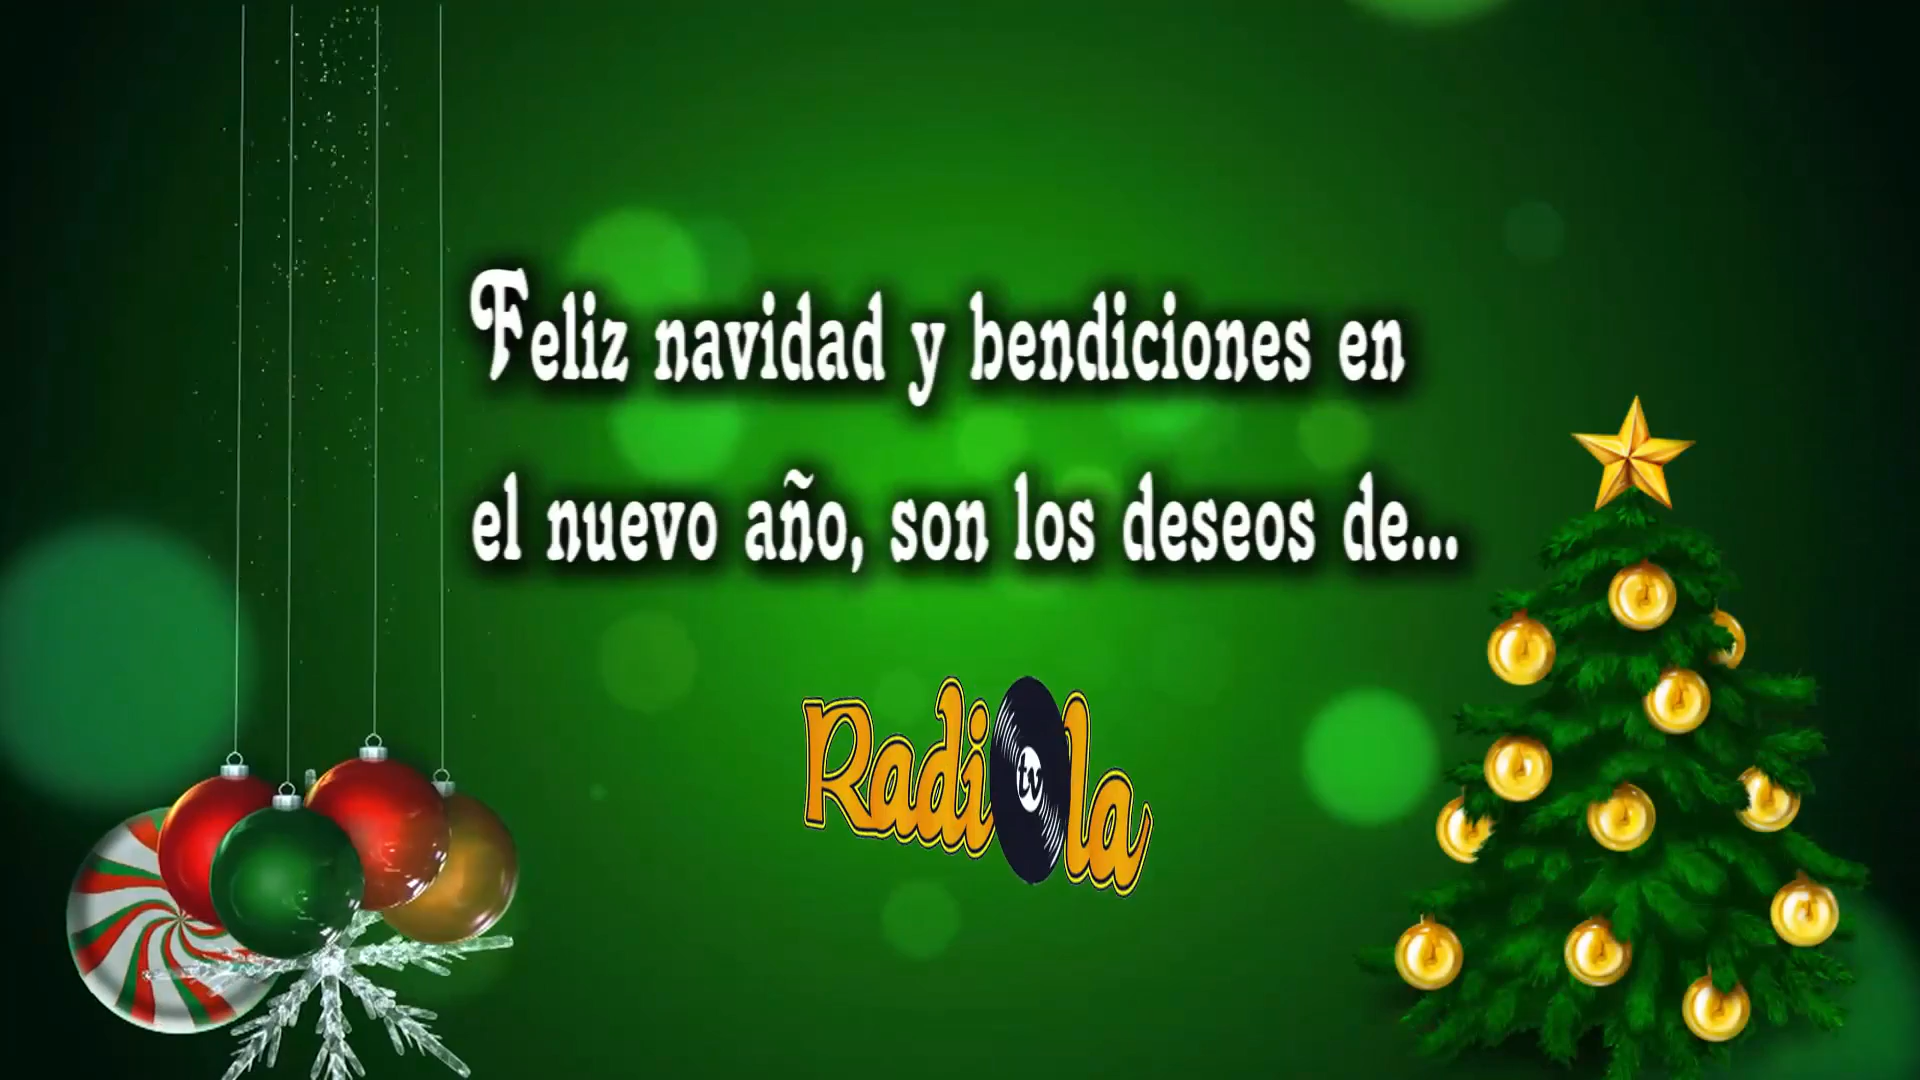 Feliz navidad y bendiciones en
el nuevo año, son los deseos de...
Radiola
tv